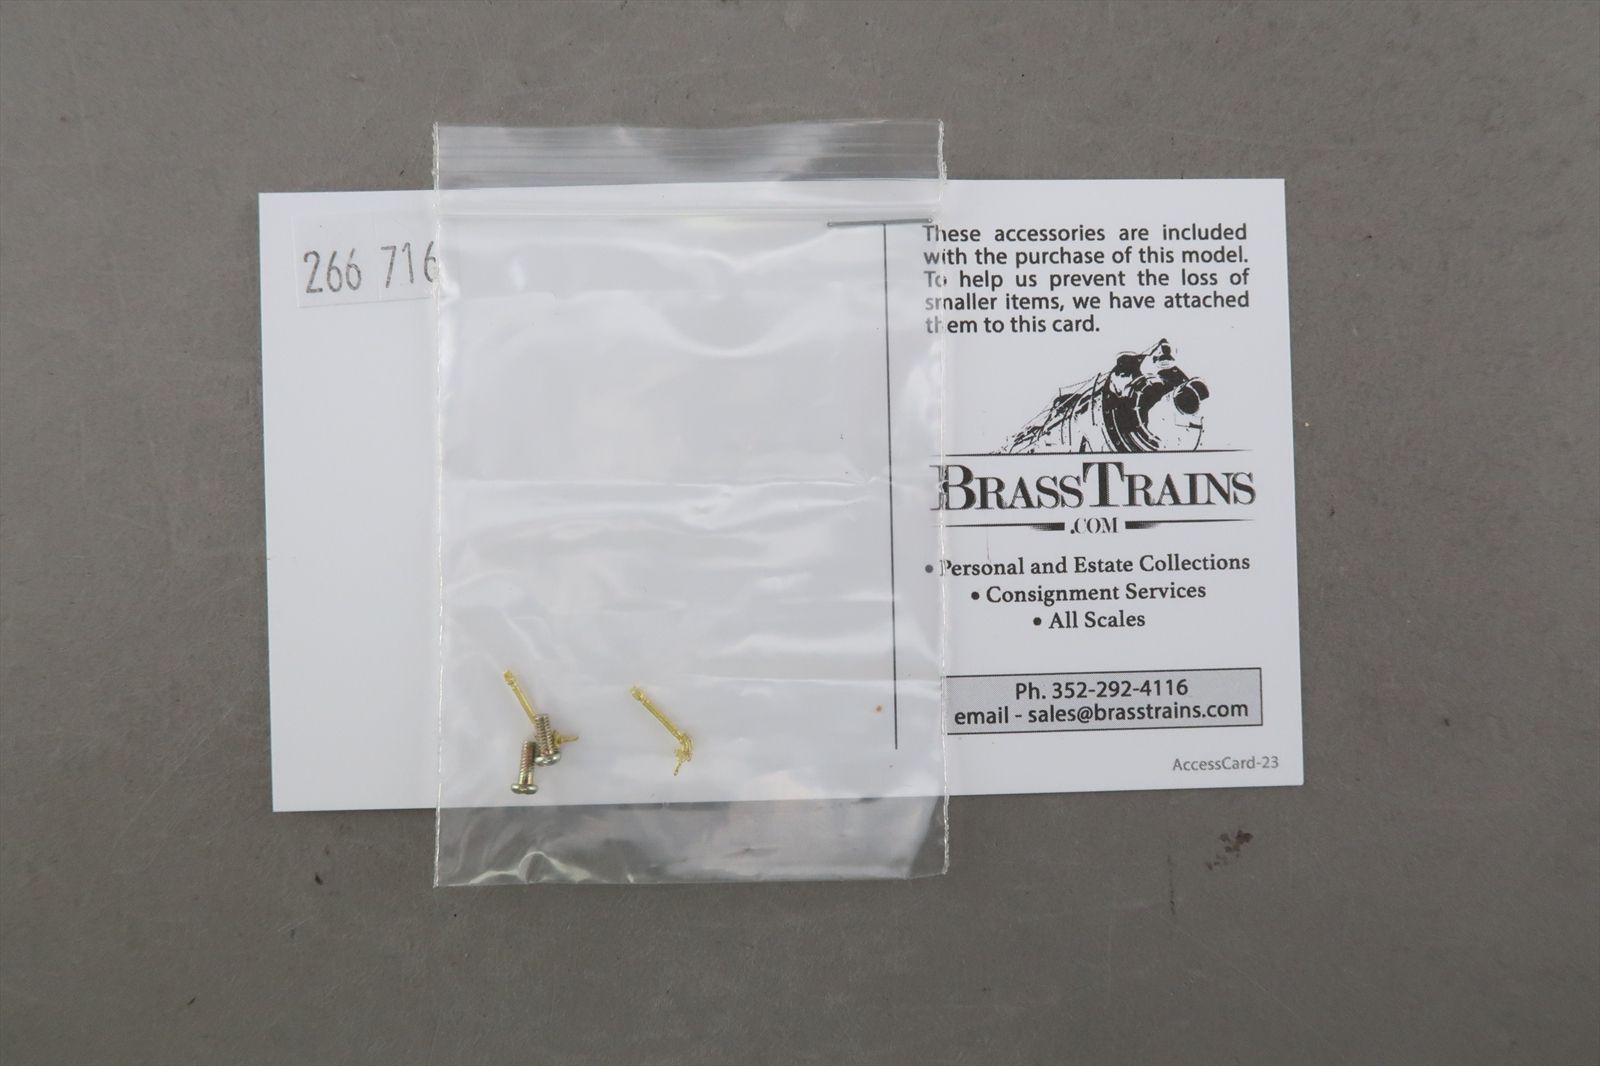 266 716
These accessories are included
with the purchase of this model.
To help us prevent the loss of
smaller items, we have attached
them to this card.
BRASSTRAINS
.COM
• Personal and Estate Collections
• Consignment Services
• All Scales
Ph. 352-292-4116
email - sales@brasstrains.com
AccessCard-23